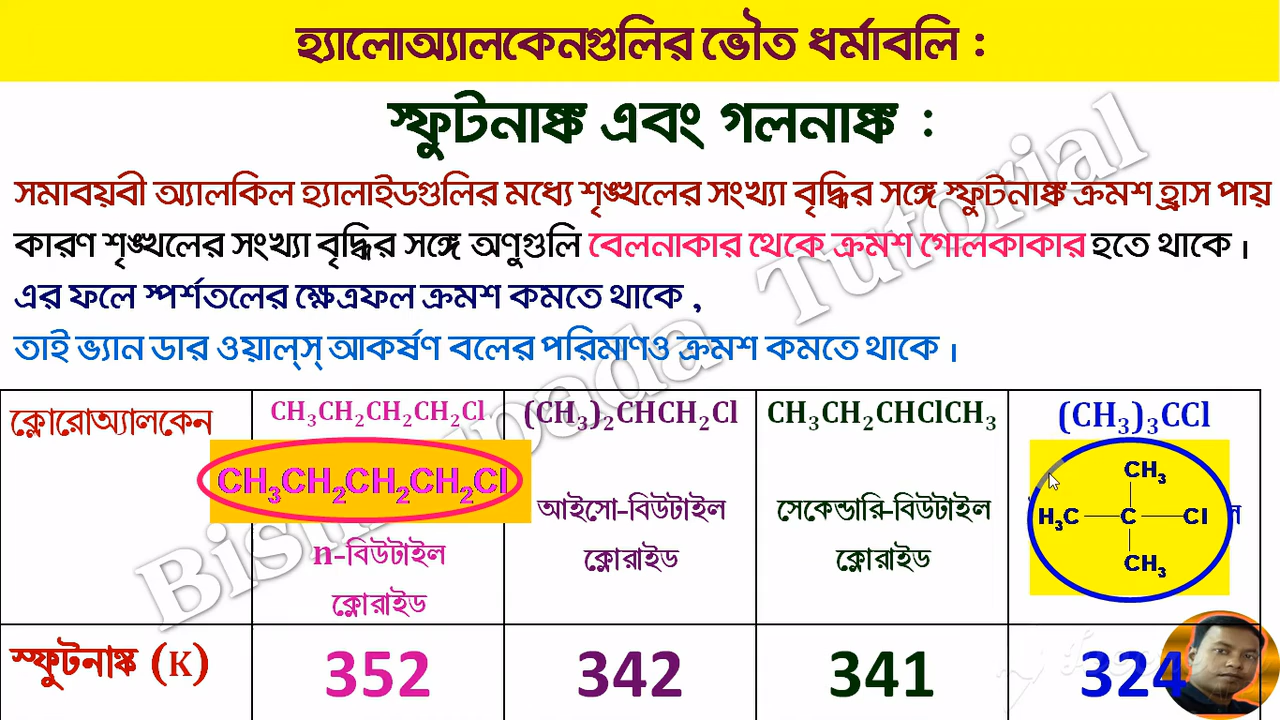 হ্যালোঅ্যালকেনগুলির ভৌত ধর্মাবলি :
স্ফুটনাঙ্ক এবং গলনাঙ্ক :
সমাবয়বী অ্যালকিল হ্যালাইডগুলির মধ্যে শৃঙ্খলের সংখ্যা বৃদ্ধির সঙ্গে স্ফুটনাঙ্ক ক্রমশ হ্রাস পায়
কারণ শৃঙ্খলের সংখ্যা বৃদ্ধির সঙ্গে অণুগুলি বেলনাকার থেকে ক্রমশ গোলকাকার হতে থাকে।
এর ফলে স্পর্শতলের ক্ষেত্রফল ক্রমশ কমতে থাকে ,
তাই ভ্যান ডার ওয়াল্‌স্ আকর্ষণ বলের পরিমাণও ক্রমশ কমতে থাকে।
ক্লোরোঅ্যালকেন
CH₃CH₂CH₂CH₂Cl
CH₃CH₂CH₂CH₂Cl
n-বিউটাইল
ক্লোরাইড
(CH₃)₂CHCH₂Cl
আইসো-বিউটাইল
ক্লোরাইড
CH₃CH₂CHClCH₃
সেকেন্ডারি-বিউটাইল
ক্লোরাইড
(CH₃)₃CCl
CH₃
H₃C—C—Cl
CH₃
স্ফুটনাঙ্ক (K)
352
342
341
324
Tutorial